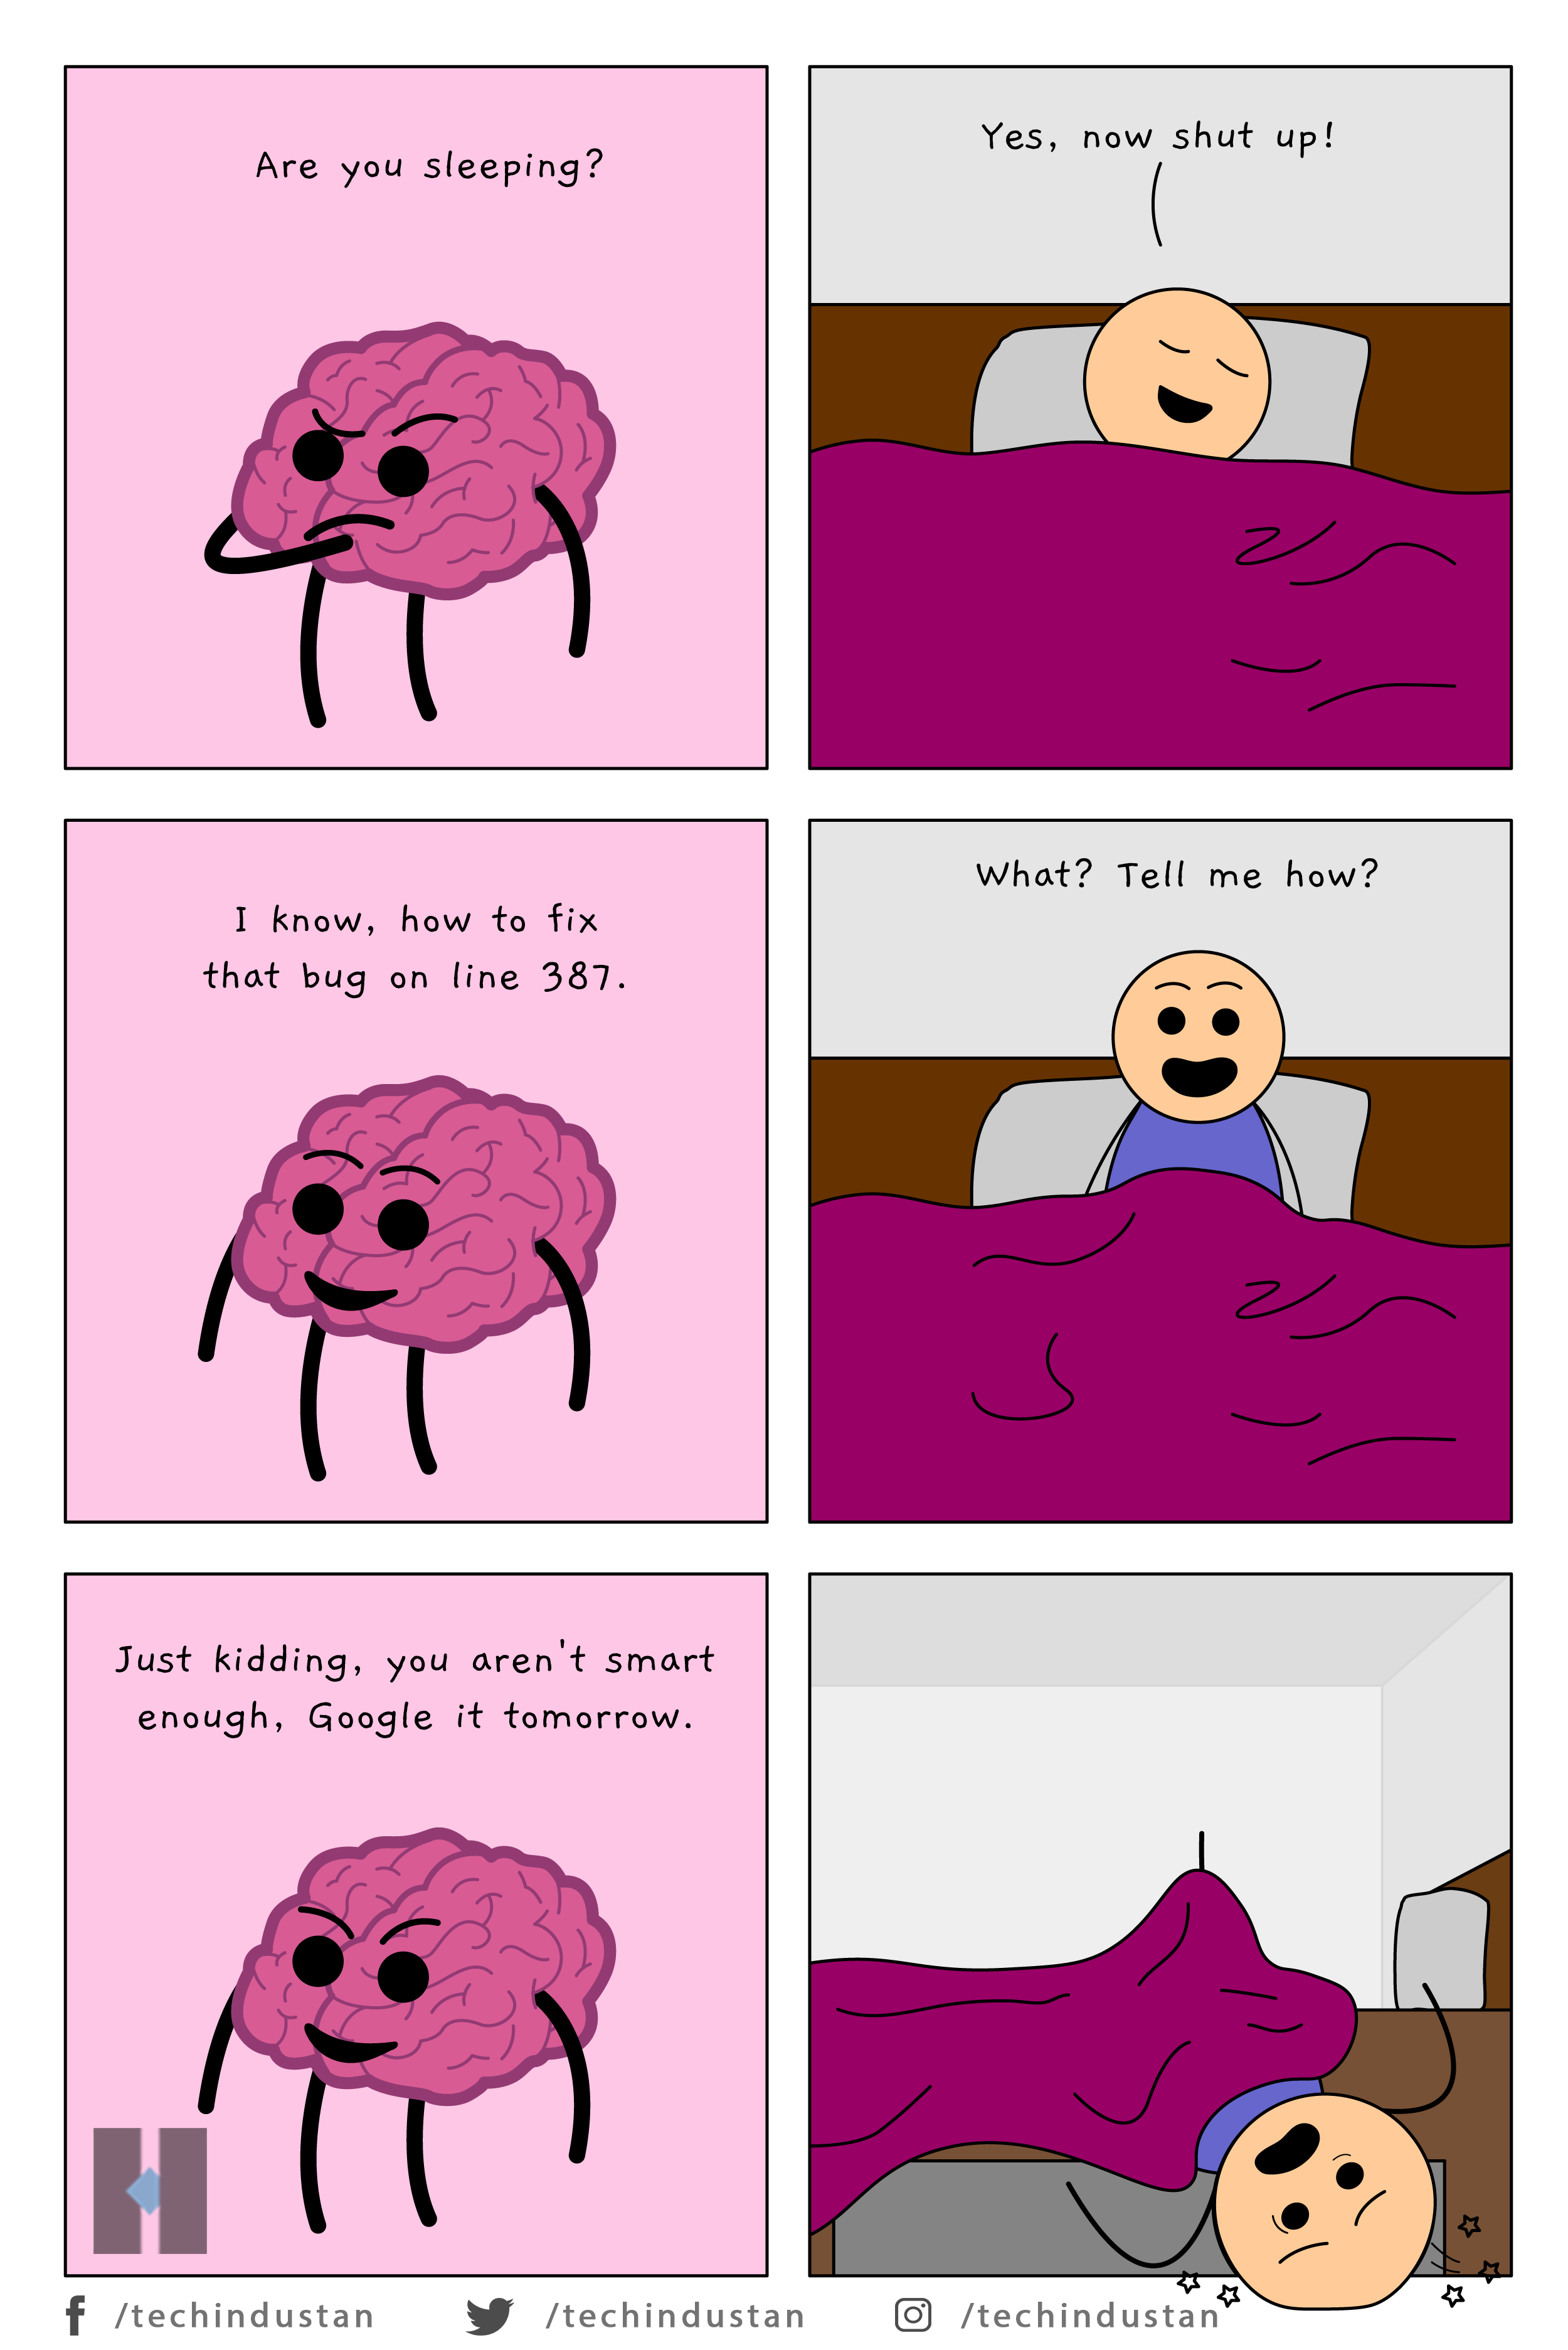 Are you sleeping?
Yes, now shut up!
I know, how to fix
that bug on line 387.
What? Tell me how?
Just kidding, you aren't smart
enough, Google it tomorrow.
/techindustan
/techindustan
/techindustan